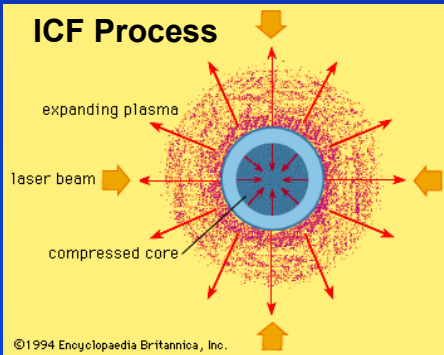 ICF Process
expanding plasma
laser beam
compressed core
©1994 Encyclopaedia Britannica, Inc.